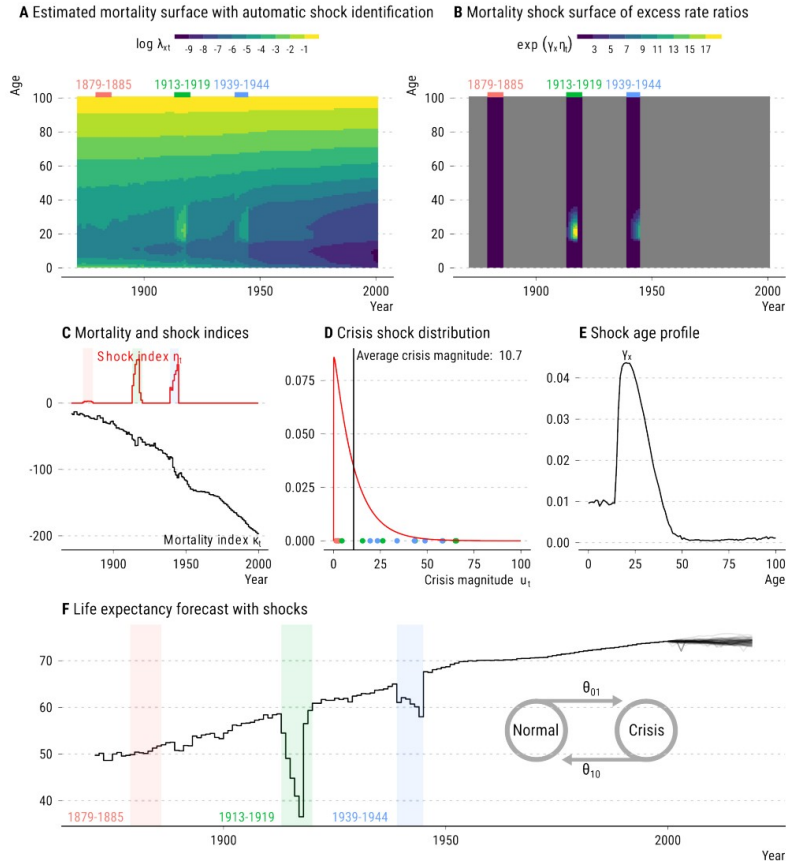 A Estimated mortality surface with automatic shock identification
log λxt
-9 -8 -7 -6 -5 -4 -3 -2 -1
Age
1879-1885 1913-1919 1939-1944
100
80
60
40
20
0
1900 1950 2000
Year
B Mortality shock surface of excess rate ratios
exp (γxηt)
3 5 7 9 11 13 15 17
Age
1879-1885 1913-1919 1939-1944
100
80
60
40
20
0
1900 1950 2000
Year
C Mortality and shock indices
Shock index ηt
0
-100
-200
Mortality index κt
1900 1950 2000
Year
D Crisis shock distribution
Average crisis magnitude: 10.7
0.075
0.050
0.025
0.000
0 25 50 75 100
Crisis magnitude ut
E Shock age profile
γx
0.04
0.03
0.02
0.01
0.00
0 25 50 75 100
Age
F Life expectancy forecast with shocks
70
60
50
40
θ01
Normal Crisis
θ10
1879-1885 1913-1919 1939-1944
1900 1950 2000
Year